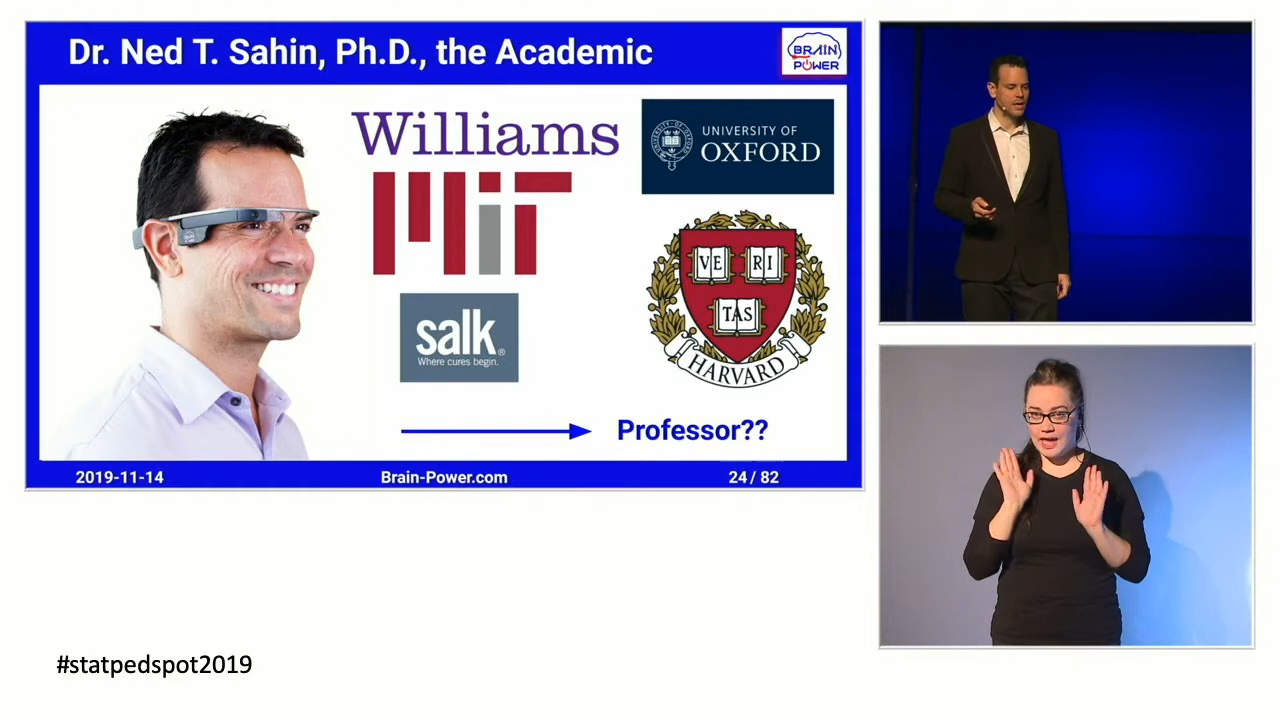 Dr. Ned T. Sahin, Ph.D., the Academic
BRAIN
POWER
Williams
MIT
UNIVERSITY OF
OXFORD
VE RI
TAS
HARVARD
salk®
Where cures begin.
Professor??
2019-11-14
Brain-Power.com
24 / 82
#statpedspot2019